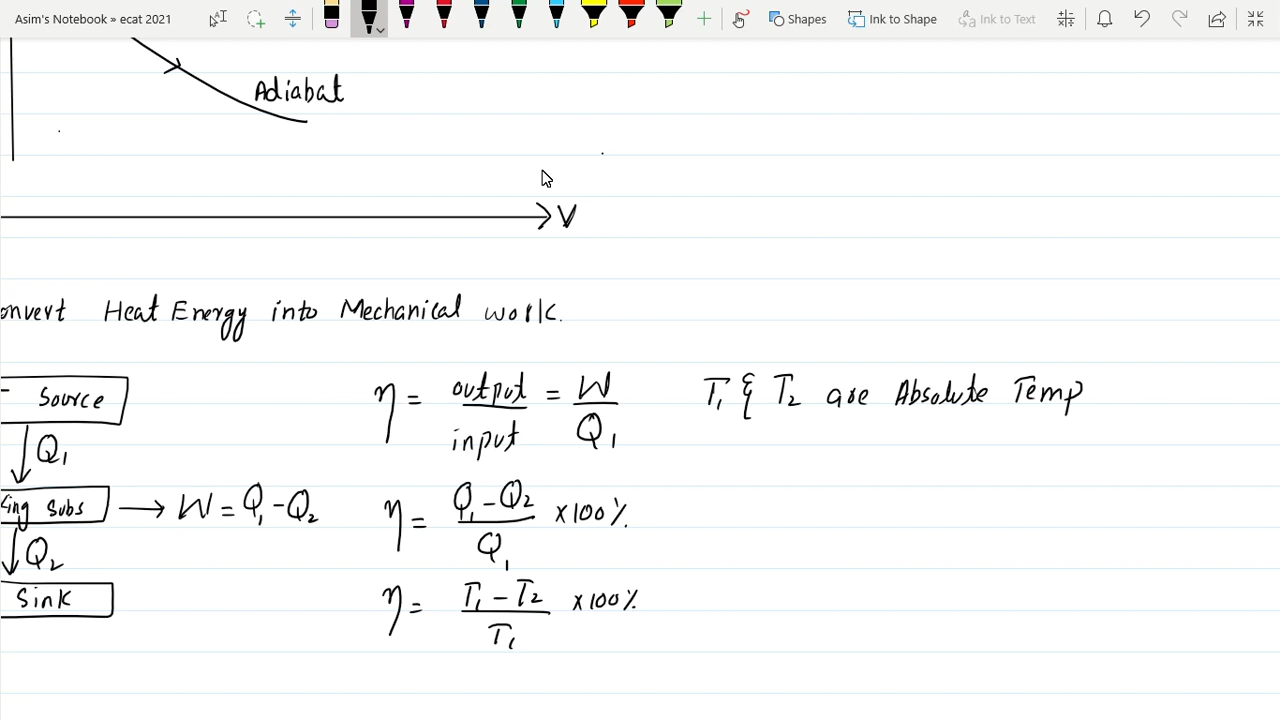 Asim's Notebook » ecat 2021
Shapes
Ink to Shape
Ink to Text
Adiabat
V
onvert Heat Energy into Mechanical work.
Source
Q₁
ing Subs → W = Q₁ - Q₂
Q₂
Sink
η = output/input = W/Q₁
η = (Q₁ - Q₂)/Q₁ ×100%
η = (T₁ - T₂)/T₁ ×100%
T₁ & T₂ are Absolute Temp